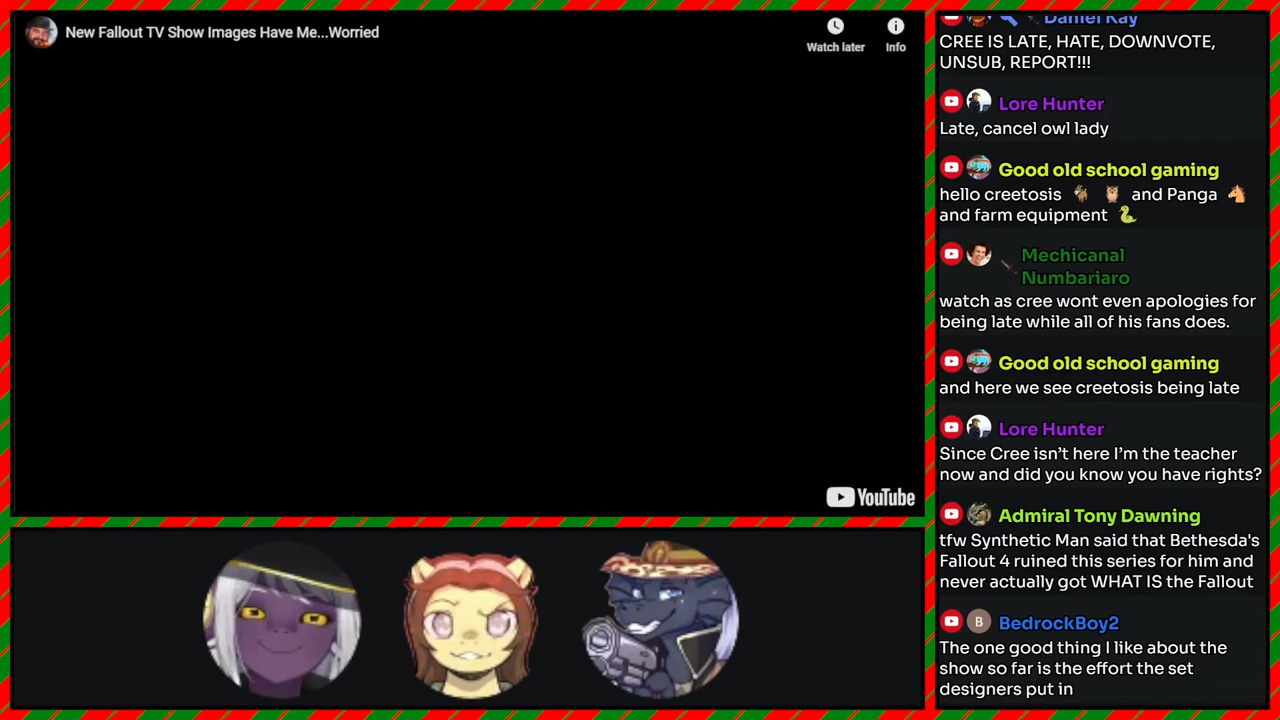 New Fallout TV Show Images Have Me...Worried
Watch later
Info
YouTube
Daniel Kay
CREE IS LATE, HATE, DOWNVOTE,
UNSUB, REPORT!!!
Lore Hunter
Late, cancel owl lady
Good old school gaming
hello creetosis 🐐 🦉 and Panga 🐴
and farm equipment 🐍
Mechicanal
Numbariaro
watch as cree wont even apologies for
being late while all of his fans does.
Good old school gaming
and here we see creetosis being late
Lore Hunter
Since Cree isn't here I'm the teacher
now and did you know you have rights?
Admiral Tony Dawning
tfw Synthetic Man said that Bethesda's
Fallout 4 ruined this series for him and
never actually got WHAT IS the Fallout
B
BedrockBoy2
The one good thing I like about the
show so far is the effort the set
designers put in